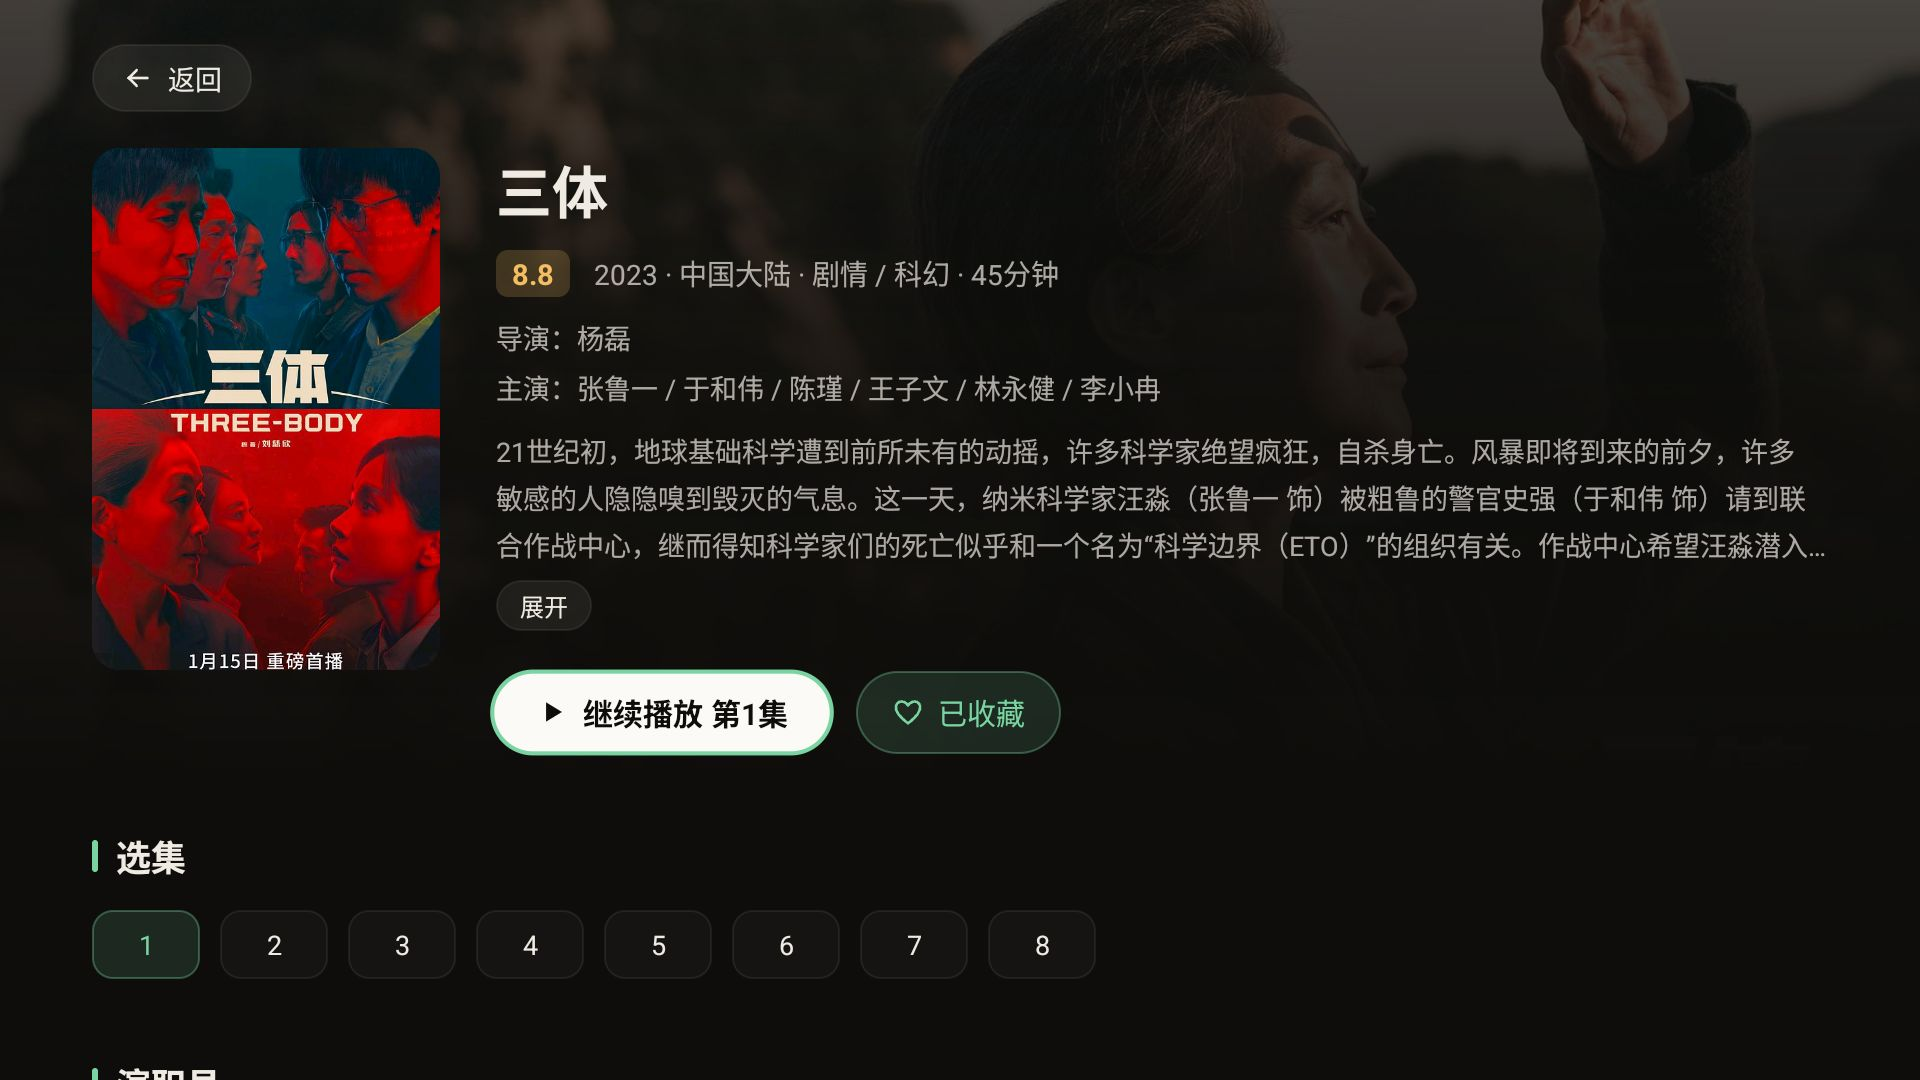 返回
三体
THREE-BODY
1月15日 重磅首播
三体
8.8 2023 · 中国大陆 · 剧情 / 科幻 · 45分钟
导演：杨磊
主演：张鲁一 / 于和伟 / 陈瑾 / 王子文 / 林永健 / 李小冉
21世纪初，地球基础科学遭到前所未有的动摇，许多科学家绝望疯狂，自杀身亡。风暴即将到来的前夕，许多
敏感的人隐隐嗅到毁灭的气息。这一天，纳米科学家汪淼（张鲁一 饰）被粗鲁的警官史强（于和伟 饰）请到联
合作战中心，继而得知科学家们的死亡似乎和一个名为“科学边界（ETO）”的组织有关。作战中心希望汪淼潜入...
展开
继续播放 第1集
已收藏
选集
1 2 3 4 5 6 7 8
演职员